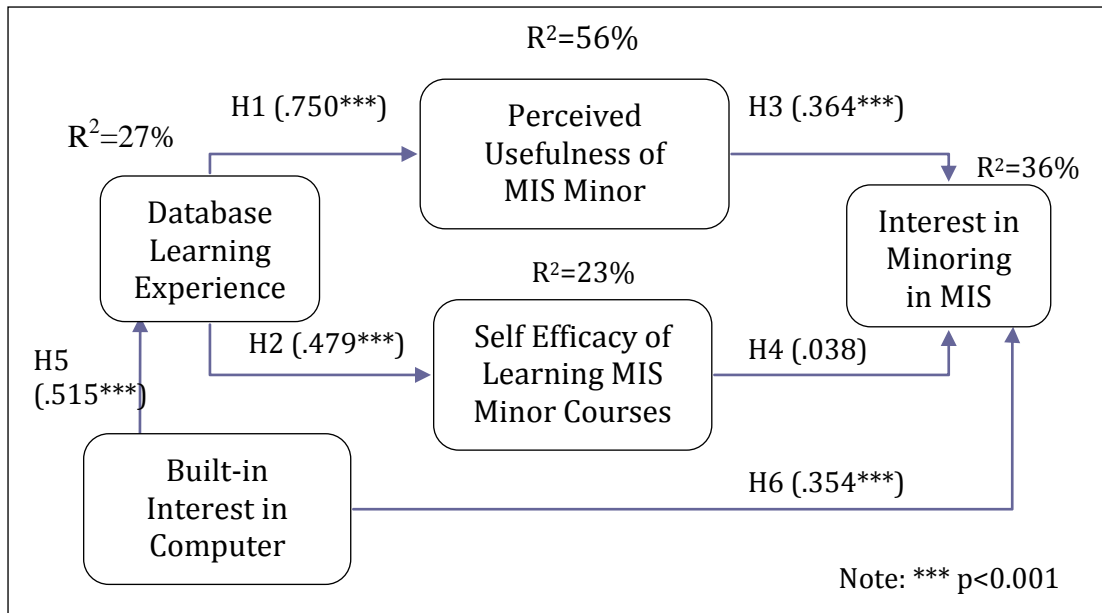 R²=56%
H1 (.750***)
Perceived
Usefulness of
MIS Minor
H3 (.364***)
R²=27%
R²=36%
Database
Learning
Experience
Interest in
Minoring
in MIS
R²=23%
H2 (.479***)
Self Efficacy of
Learning MIS
Minor Courses
H4 (.038)
H5
(.515***)
Built-in
Interest in
Computer
H6 (.354***)
Note: *** p<0.001